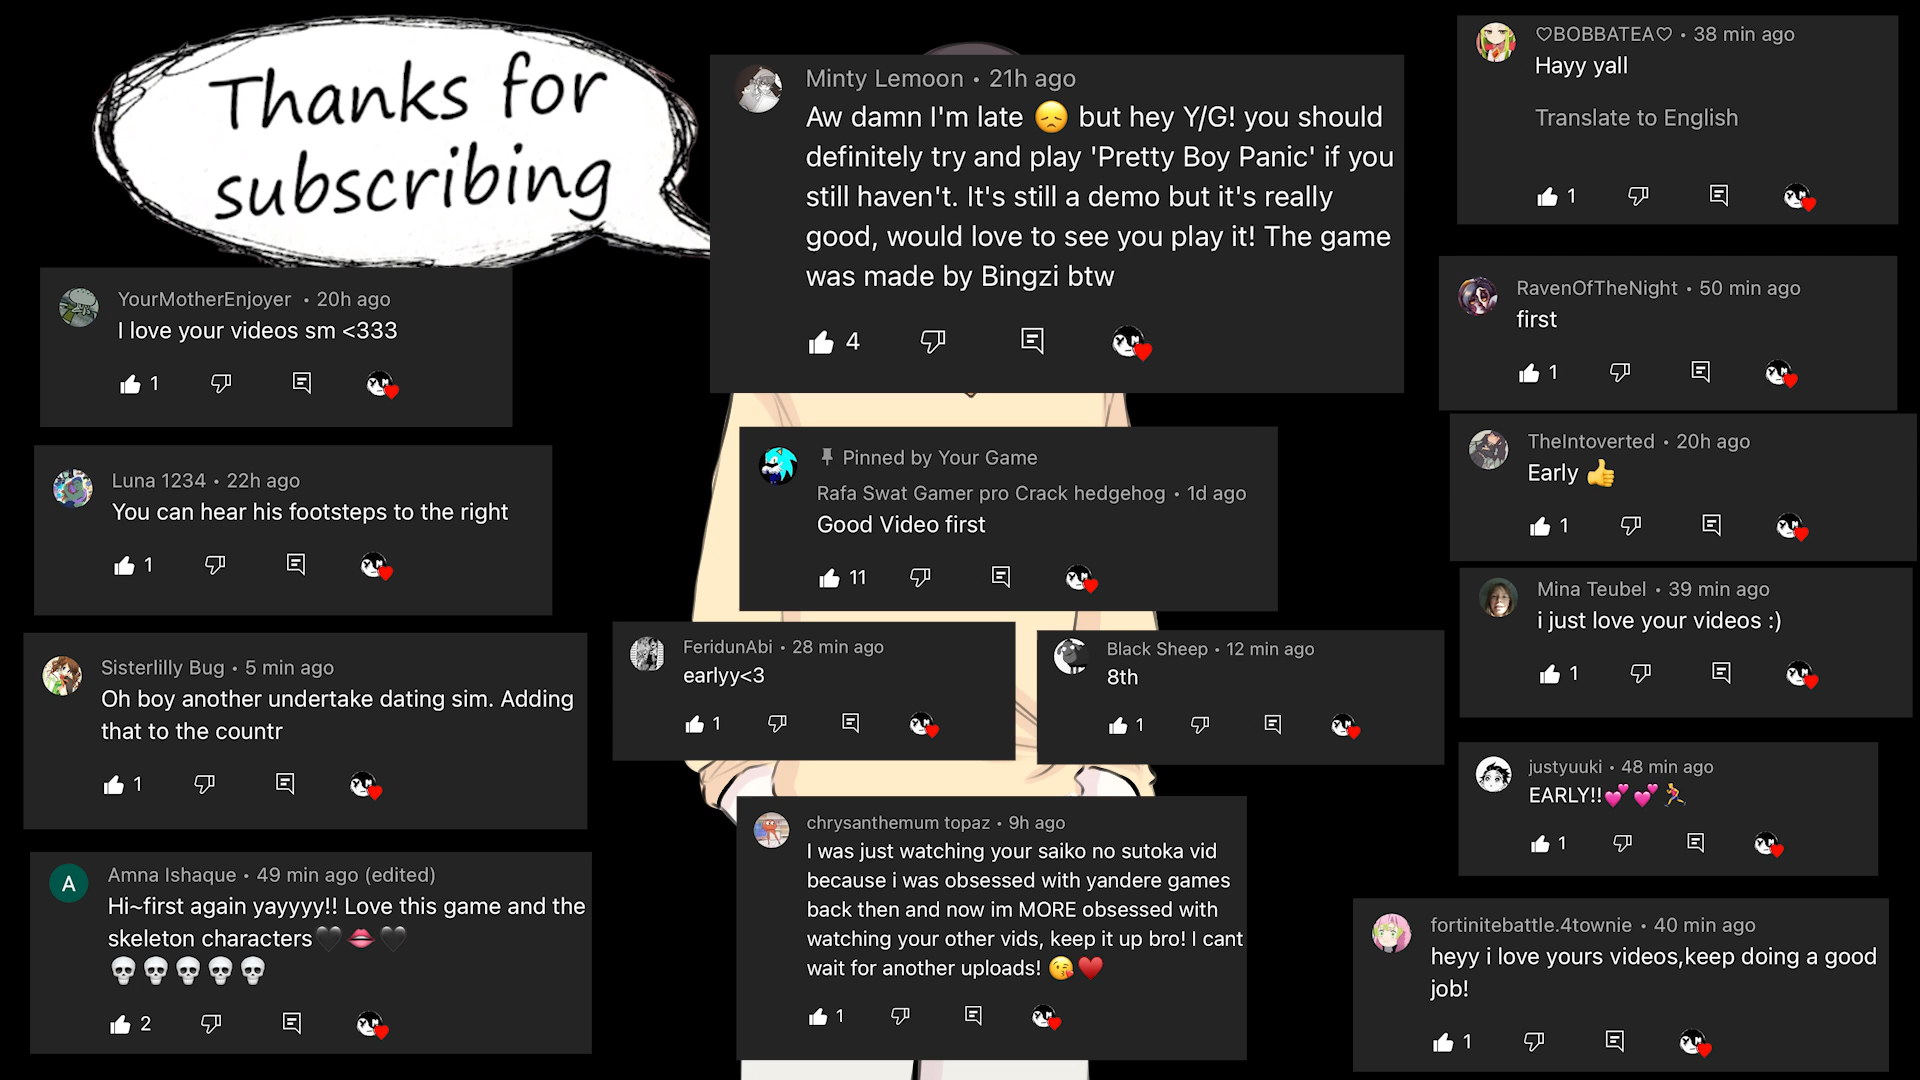 Thanks for
subscribing
Minty Lemoon • 21h ago
Aw damn I'm late 😞 but hey Y/G! you should
definitely try and play 'Pretty Boy Panic' if you
still haven't. It's still a demo but it's really
good, would love to see you play it! The game
was made by Bingzi btw
4
♡BOBBATEA♡ • 38 min ago
Hayy yall
Translate to English
1
YourMotherEnjoyer • 20h ago
I love your videos sm <333
1
RavenOfTheNight • 50 min ago
first
1
Luna 1234 • 22h ago
You can hear his footsteps to the right
1
Pinned by Your Game
Rafa Swat Gamer pro Crack hedgehog • 1d ago
Good Video first
11
TheIntoverted • 20h ago
Early 👍
1
Mina Teubel • 39 min ago
i just love your videos :)
1
Sisterlilly Bug • 5 min ago
Oh boy another undertake dating sim. Adding
that to the countr
1
FeridunAbi • 28 min ago
earlyy<3
1
Black Sheep • 12 min ago
8th
1
justyuuki • 48 min ago
EARLY!!💕💕🏃
1
A
Amna Ishaque • 49 min ago (edited)
Hi~first again yayyyy!! Love this game and the
skeleton characters🖤👄🖤
💀💀💀💀💀
2
chrysanthemum topaz • 9h ago
I was just watching your saiko no sutoka vid
because i was obsessed with yandere games
back then and now im MORE obsessed with
watching your other vids, keep it up bro! I cant
wait for another uploads! 😘❤️
1
fortinitebattle.4townie • 40 min ago
heyy i love yours videos,keep doing a good
job!
1